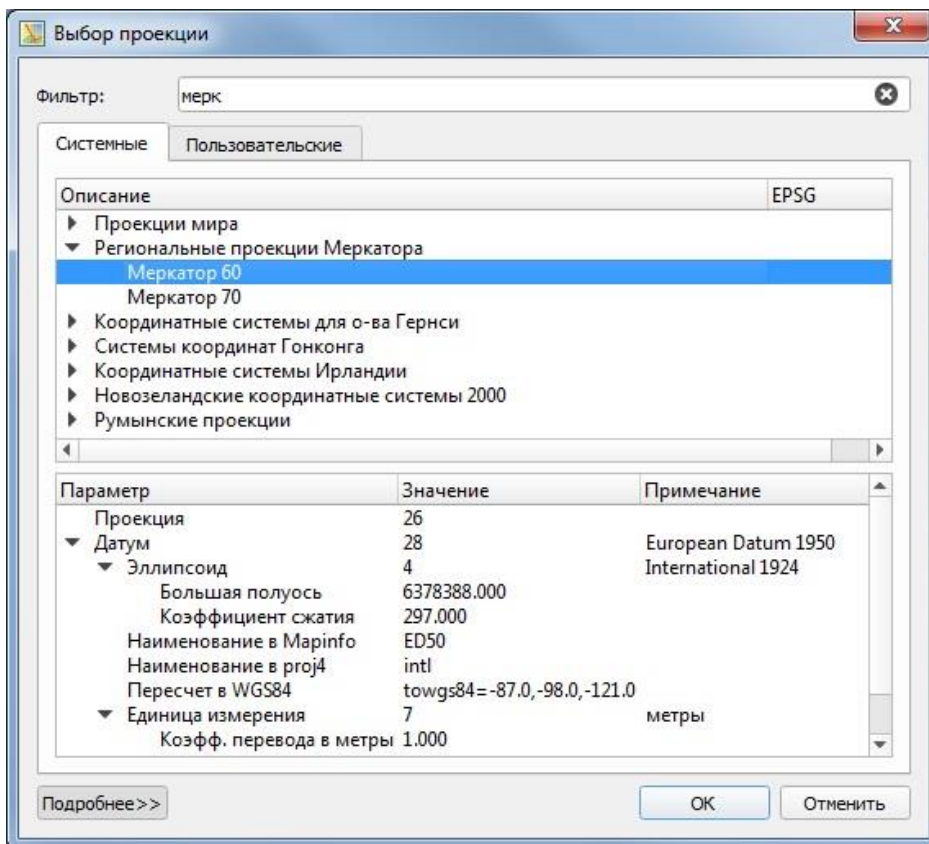 Выбор проекции
Фильтр: мерк
Системные Пользовательские
Описание EPSG
Проекции мира
Региональные проекции Меркатора
Меркатор 60
Меркатор 70
Координатные системы для о-ва Гернси
Системы координат Гонконга
Координатные системы Ирландии
Новозеландские координатные системы 2000
Румынские проекции
Параметр Значение Примечание
Проекция 26
Датум 28 European Datum 1950
Эллипсоид 4 International 1924
Большая полуось 6378388.000
Коэффициент сжатия 297.000
Наименование в Mapinfo ED50
Наименование в proj4 intl
Пересчет в WGS84 towgs84=-87.0,-98.0,-121.0
Единица измерения 7 метры
Коэфф. перевода в метры 1.000
Подробнее>> OK Отменить